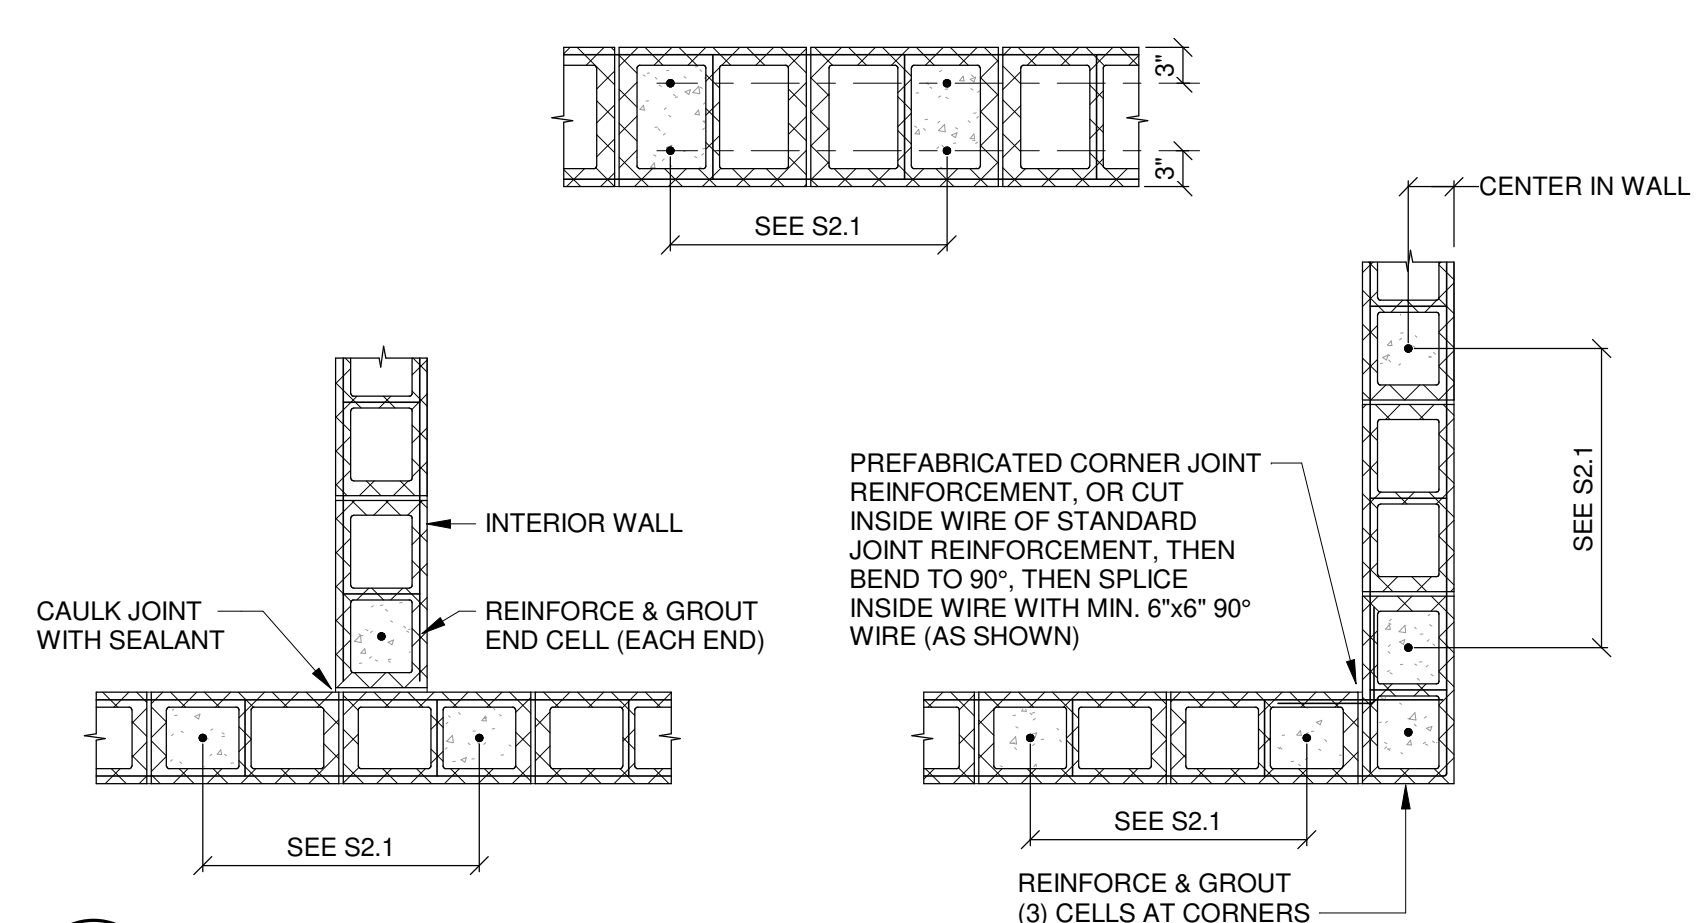 3"
3"
SEE S2.1
CENTER IN WALL
SEE S2.1
PREFABRICATED CORNER JOINT
REINFORCEMENT, OR CUT
INSIDE WIRE OF STANDARD
JOINT REINFORCEMENT, THEN
BEND TO 90°, THEN SPLICE
INSIDE WIRE WITH MIN. 6"x6" 90°
WIRE (AS SHOWN)
INTERIOR WALL
CAULK JOINT
WITH SEALANT
REINFORCE & GROUT
END CELL (EACH END)
SEE S2.1
SEE S2.1
REINFORCE & GROUT
(3) CELLS AT CORNERS